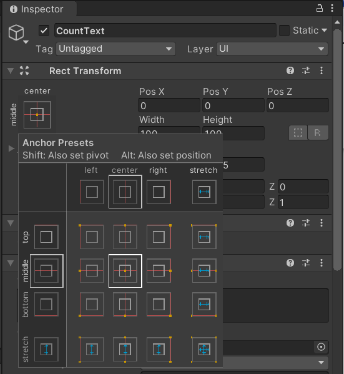 Inspector
CountText
Static
Tag Untagged Layer UI
Rect Transform
center Pos X Pos Y Pos Z
middle 0 0 0
Width Height
R
Anchor Presets
Shift: Also set pivot Alt: Also set position
5
left center right stretch
Z 0
Z 1
top
middle
bottom
stretch